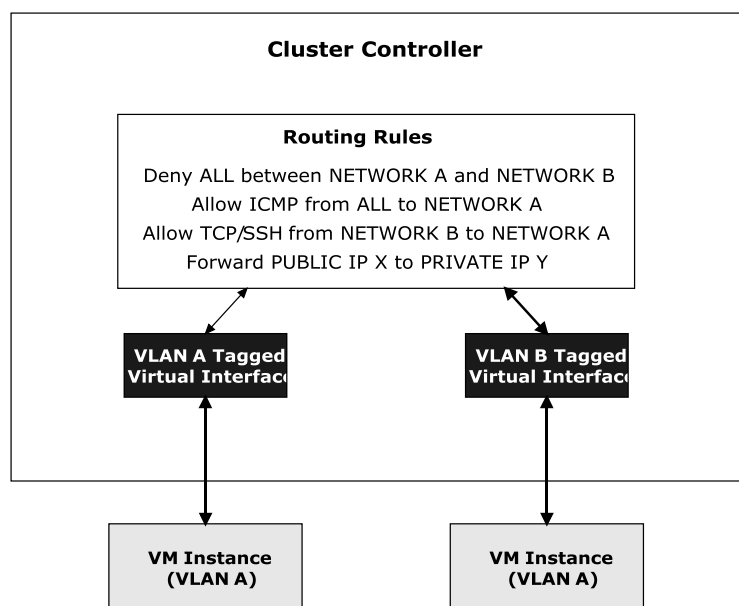 Cluster Controller
Routing Rules
Deny ALL between NETWORK A and NETWORK B
Allow ICMP from ALL to NETWORK A
Allow TCP/SSH from NETWORK B to NETWORK A
Forward PUBLIC IP X to PRIVATE IP Y
VLAN A Tagged
Virtual Interface
VLAN B Tagged
Virtual Interface
VM Instance
(VLAN A)
VM Instance
(VLAN A)